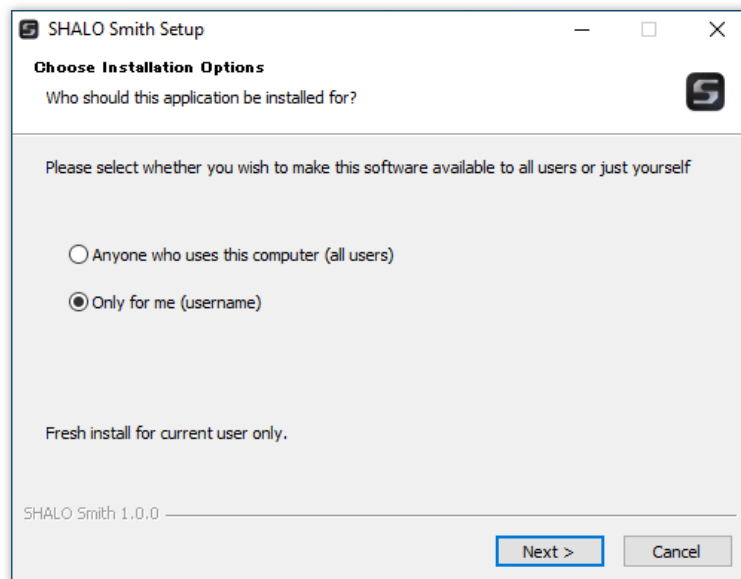 SHALO Smith Setup
Choose Installation Options
Who should this application be installed for?
Please select whether you wish to make this software available to all users or just yourself
Anyone who uses this computer (all users)
Only for me (username)
Fresh install for current user only.
SHALO Smith 1.0.0
Next >
Cancel